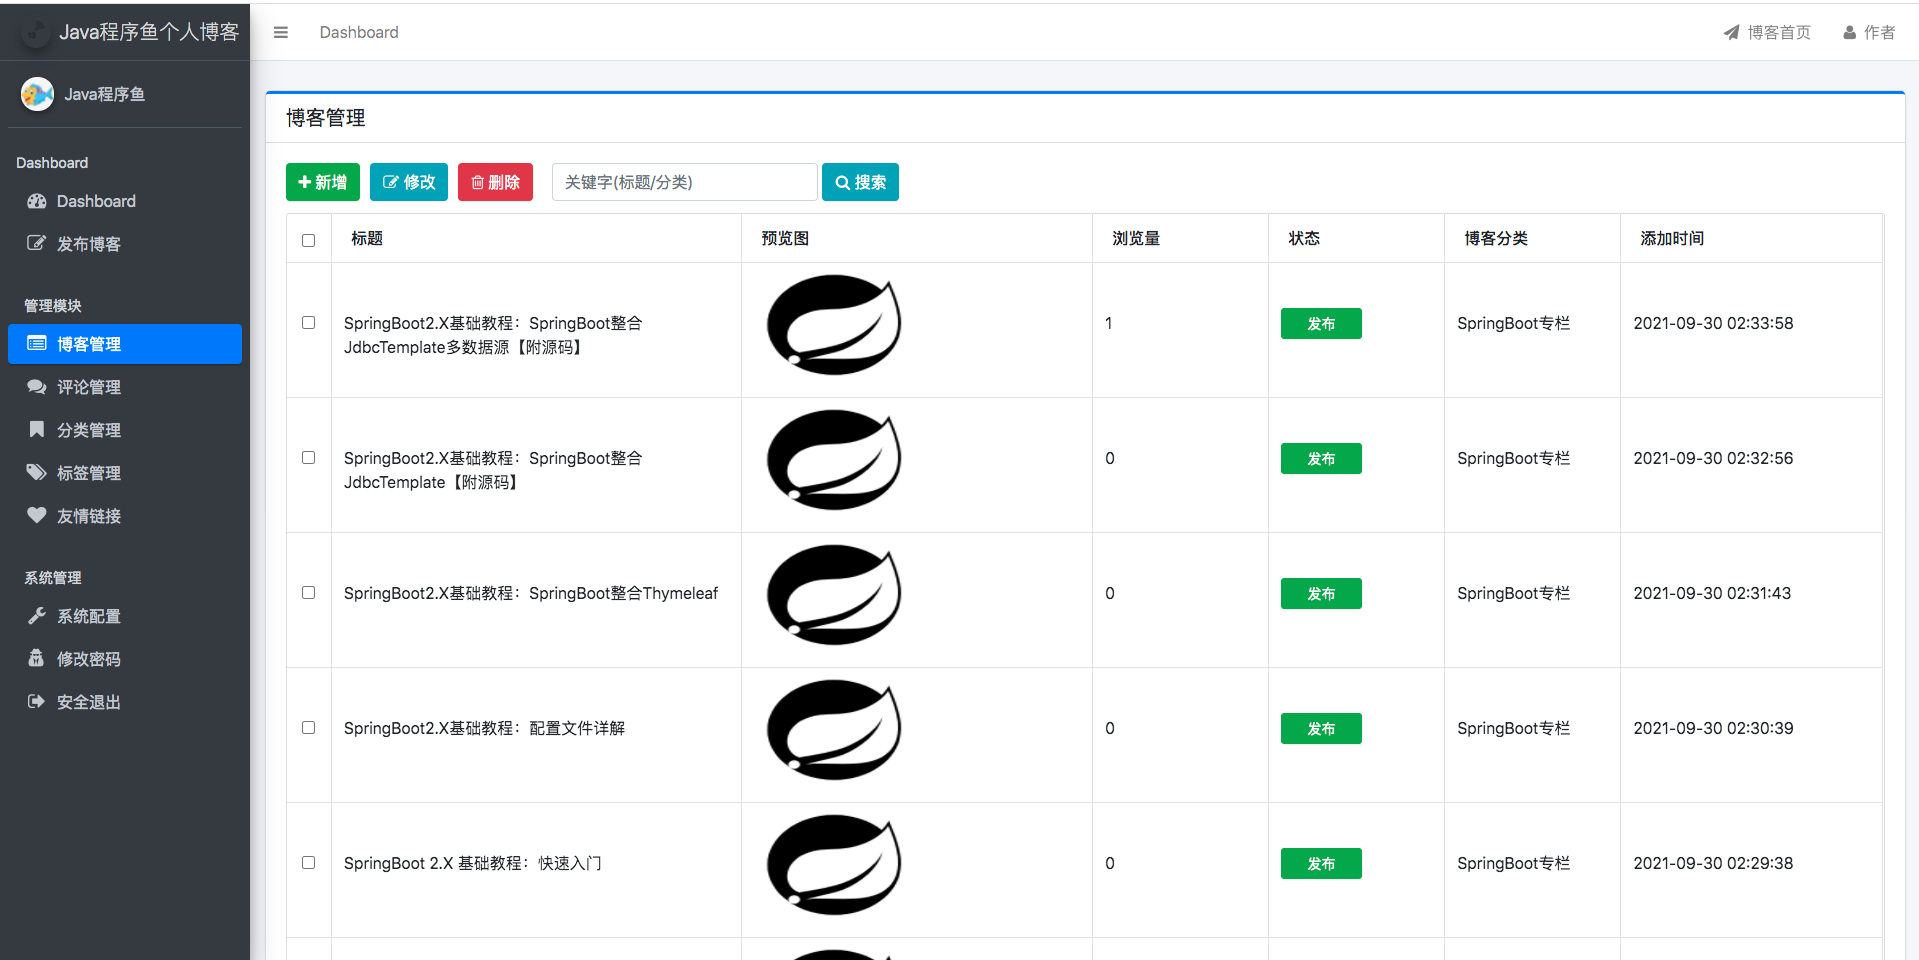 Java程序鱼个人博客
Dashboard
博客首页
作者
Java程序鱼
Dashboard
Dashboard
发布博客
管理模块
博客管理
评论管理
分类管理
标签管理
友情链接
系统管理
系统配置
修改密码
安全退出
博客管理
新增
修改
删除
关键字(标题/分类)
搜索
标题
预览图
浏览量
状态
博客分类
添加时间
SpringBoot2.X基础教程：SpringBoot整合
JdbcTemplate多数据源【附源码】
1
发布
SpringBoot专栏
2021-09-30 02:33:58
SpringBoot2.X基础教程：SpringBoot整合
JdbcTemplate【附源码】
0
发布
SpringBoot专栏
2021-09-30 02:32:56
SpringBoot2.X基础教程：SpringBoot整合Thymeleaf
0
发布
SpringBoot专栏
2021-09-30 02:31:43
SpringBoot2.X基础教程：配置文件详解
0
发布
SpringBoot专栏
2021-09-30 02:30:39
SpringBoot 2.X 基础教程：快速入门
0
发布
SpringBoot专栏
2021-09-30 02:29:38